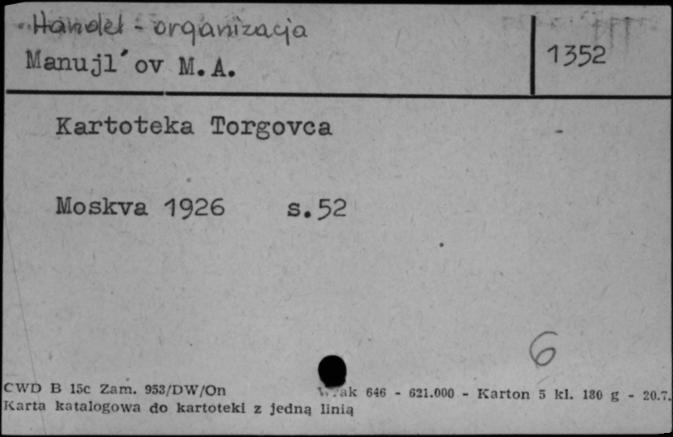 Handel - organizacja
Manujl´ov M.A.
1352
Kartoteka Torgovca
Moskva 1926 s.52
6
CWD B 15c Zam. 953/DW/On 646 - 621.000 - Karton 5 kl. 180 g - 20.7.
Karta katalogowa do kartoteki z jedną linią